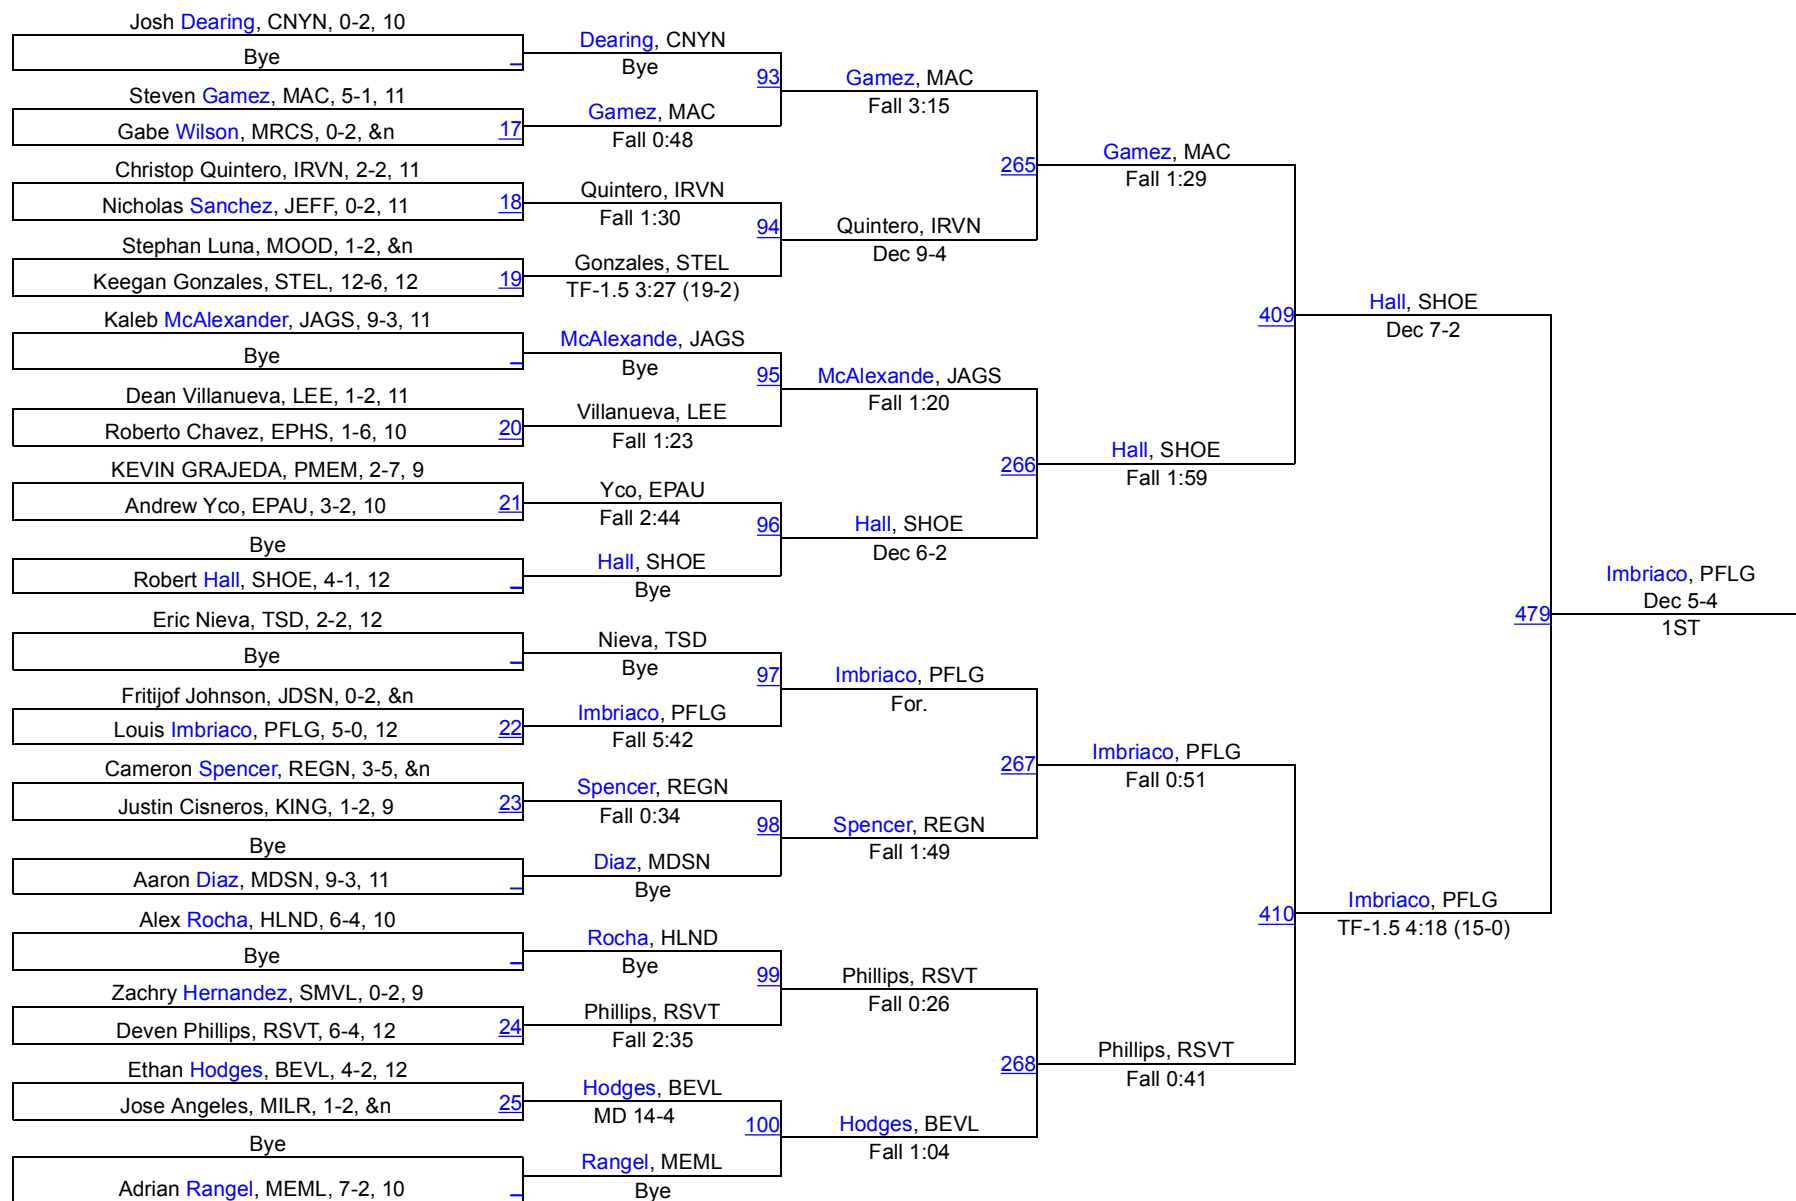 Josh Dearing, CNYN, 0-2, 10
Bye
Steven Gamez, MAC, 5-1, 11
Gabe Wilson, MRCS, 0-2, &n
17
Christop Quintero, IRVN, 2-2, 11
Nicholas Sanchez, JEFF, 0-2, 11
18
Stephan Luna, MOOD, 1-2, &n
Keegan Gonzales, STEL, 12-6, 12
19
Kaleb McAlexander, JAGS, 9-3, 11
Bye
Dean Villanueva, LEE, 1-2, 11
Roberto Chavez, EPHS, 1-6, 10
20
KEVIN GRAJEDA, PMEM, 2-7, 9
Andrew Yco, EPAU, 3-2, 10
21
Bye
Robert Hall, SHOE, 4-1, 12
Eric Nieva, TSD, 2-2, 12
Bye
Fritijof Johnson, JDSN, 0-2, &n
Louis Imbriaco, PFLG, 5-0, 12
22
Cameron Spencer, REGN, 3-5, &n
Justin Cisneros, KING, 1-2, 9
23
Bye
Aaron Diaz, MDSN, 9-3, 11
Alex Rocha, HLND, 6-4, 10
Bye
Zachry Hernandez, SMVL, 0-2, 9
Deven Phillips, RSVT, 6-4, 12
24
Ethan Hodges, BEVL, 4-2, 12
Jose Angeles, MILR, 1-2, &n
25
Bye
Adrian Rangel, MEML, 7-2, 10
Dearing, CNYN
Bye
93
Gamez, MAC
Fall 0:48
Quintero, IRVN
Fall 1:30
94
Gonzales, STEL
TF-1.5 3:27 (19-2)
McAlexande, JAGS
Bye
95
Villanueva, LEE
Fall 1:23
Yco, EPAU
Fall 2:44
96
Hall, SHOE
Bye
Nieva, TSD
Bye
97
Imbriaco, PFLG
Fall 5:42
Spencer, REGN
Fall 0:34
98
Diaz, MDSN
Bye
Rocha, HLND
Bye
99
Phillips, RSVT
Fall 2:35
Hodges, BEVL
MD 14-4
100
Rangel, MEML
Bye
Gamez, MAC
Fall 3:15
265
Quintero, IRVN
Dec 9-4
McAlexande, JAGS
Fall 1:20
266
Hall, SHOE
Dec 6-2
Imbriaco, PFLG
For.
267
Spencer, REGN
Fall 1:49
Phillips, RSVT
Fall 0:26
268
Hodges, BEVL
Fall 1:04
Gamez, MAC
Fall 1:29
409
Hall, SHOE
Fall 1:59
Imbriaco, PFLG
Fall 0:51
410
Phillips, RSVT
Fall 0:41
Hall, SHOE
Dec 7-2
479
Imbriaco, PFLG
TF-1.5 4:18 (15-0)
Imbriaco, PFLG
Dec 5-4
1ST